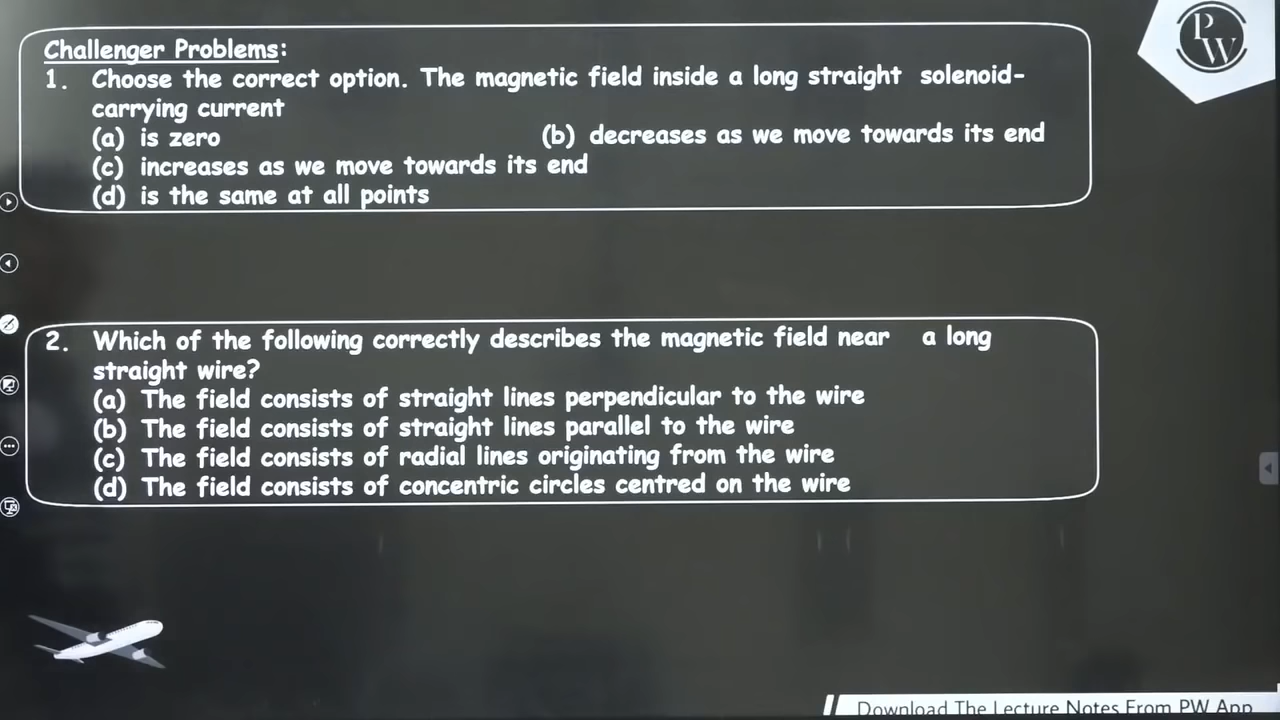 Challenger Problems:
1. Choose the correct option. The magnetic field inside a long straight solenoid-
carrying current
(a) is zero (b) decreases as we move towards its end
(c) increases as we move towards its end
(d) is the same at all points
2. Which of the following correctly describes the magnetic field near a long
straight wire?
(a) The field consists of straight lines perpendicular to the wire
(b) The field consists of straight lines parallel to the wire
(c) The field consists of radial lines originating from the wire
(d) The field consists of concentric circles centred on the wire
PW
Download The Lecture Notes From PW App